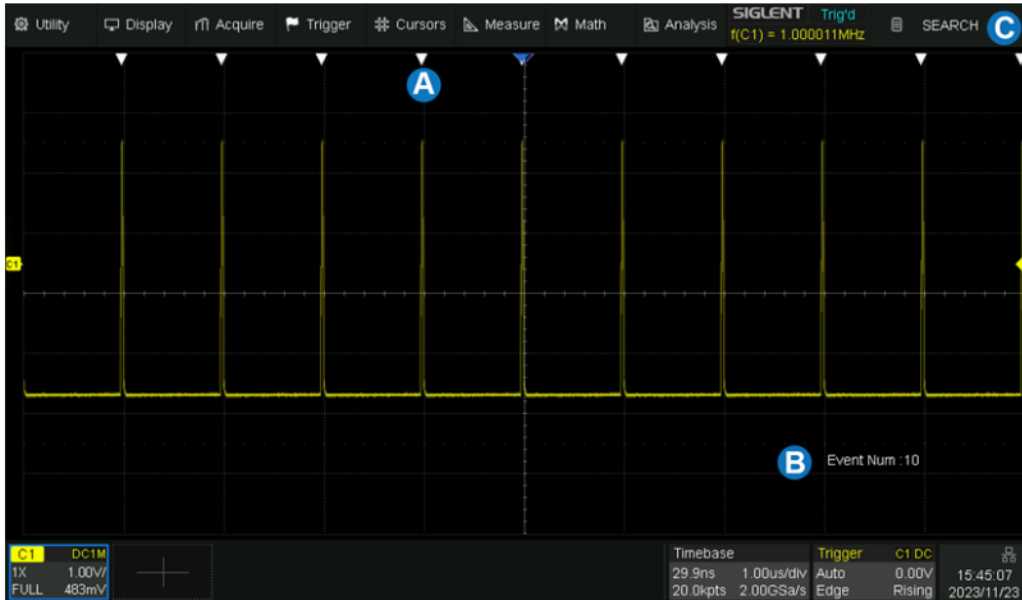 Utility Display Acquire Trigger Cursors Measure Math Analysis SIGLENT Trig'd SEARCH C
f(C1) = 1.000011MHz
A
C1
B Event Num :10
C1 DC1M Timebase Trigger C1 DC
1X 1.00V/ 29.9ns 1.00us/div Auto 0.00V 15:45:07
FULL 483mV 20.0kpts 2.00GSa/s Edge Rising 2023/11/23